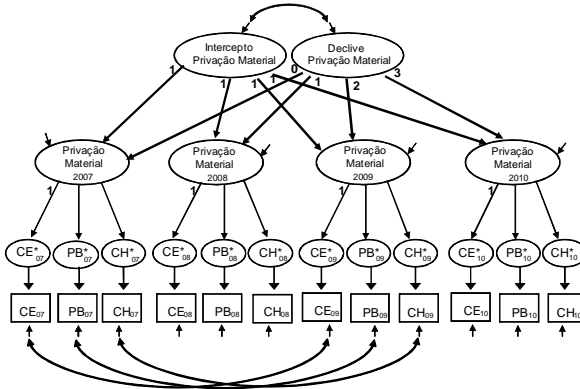 Intercepto
Privação Material
Declive
Privação Material
1 1 1 1 0 1 2 3
Privação
Material
2007
Privação
Material
2008
Privação
Material
2009
Privação
Material
2010
1 1 1 1
CE*07 PB*07 CH*07 CE*08 PB*08 CH*08 CE*09 PB*09 CH*09 CE*10 PB*10 CH*10
CE07 PB07 CH07 CE08 PB08 CH08 CE09 PB09 CH09 CE10 PB10 CH10